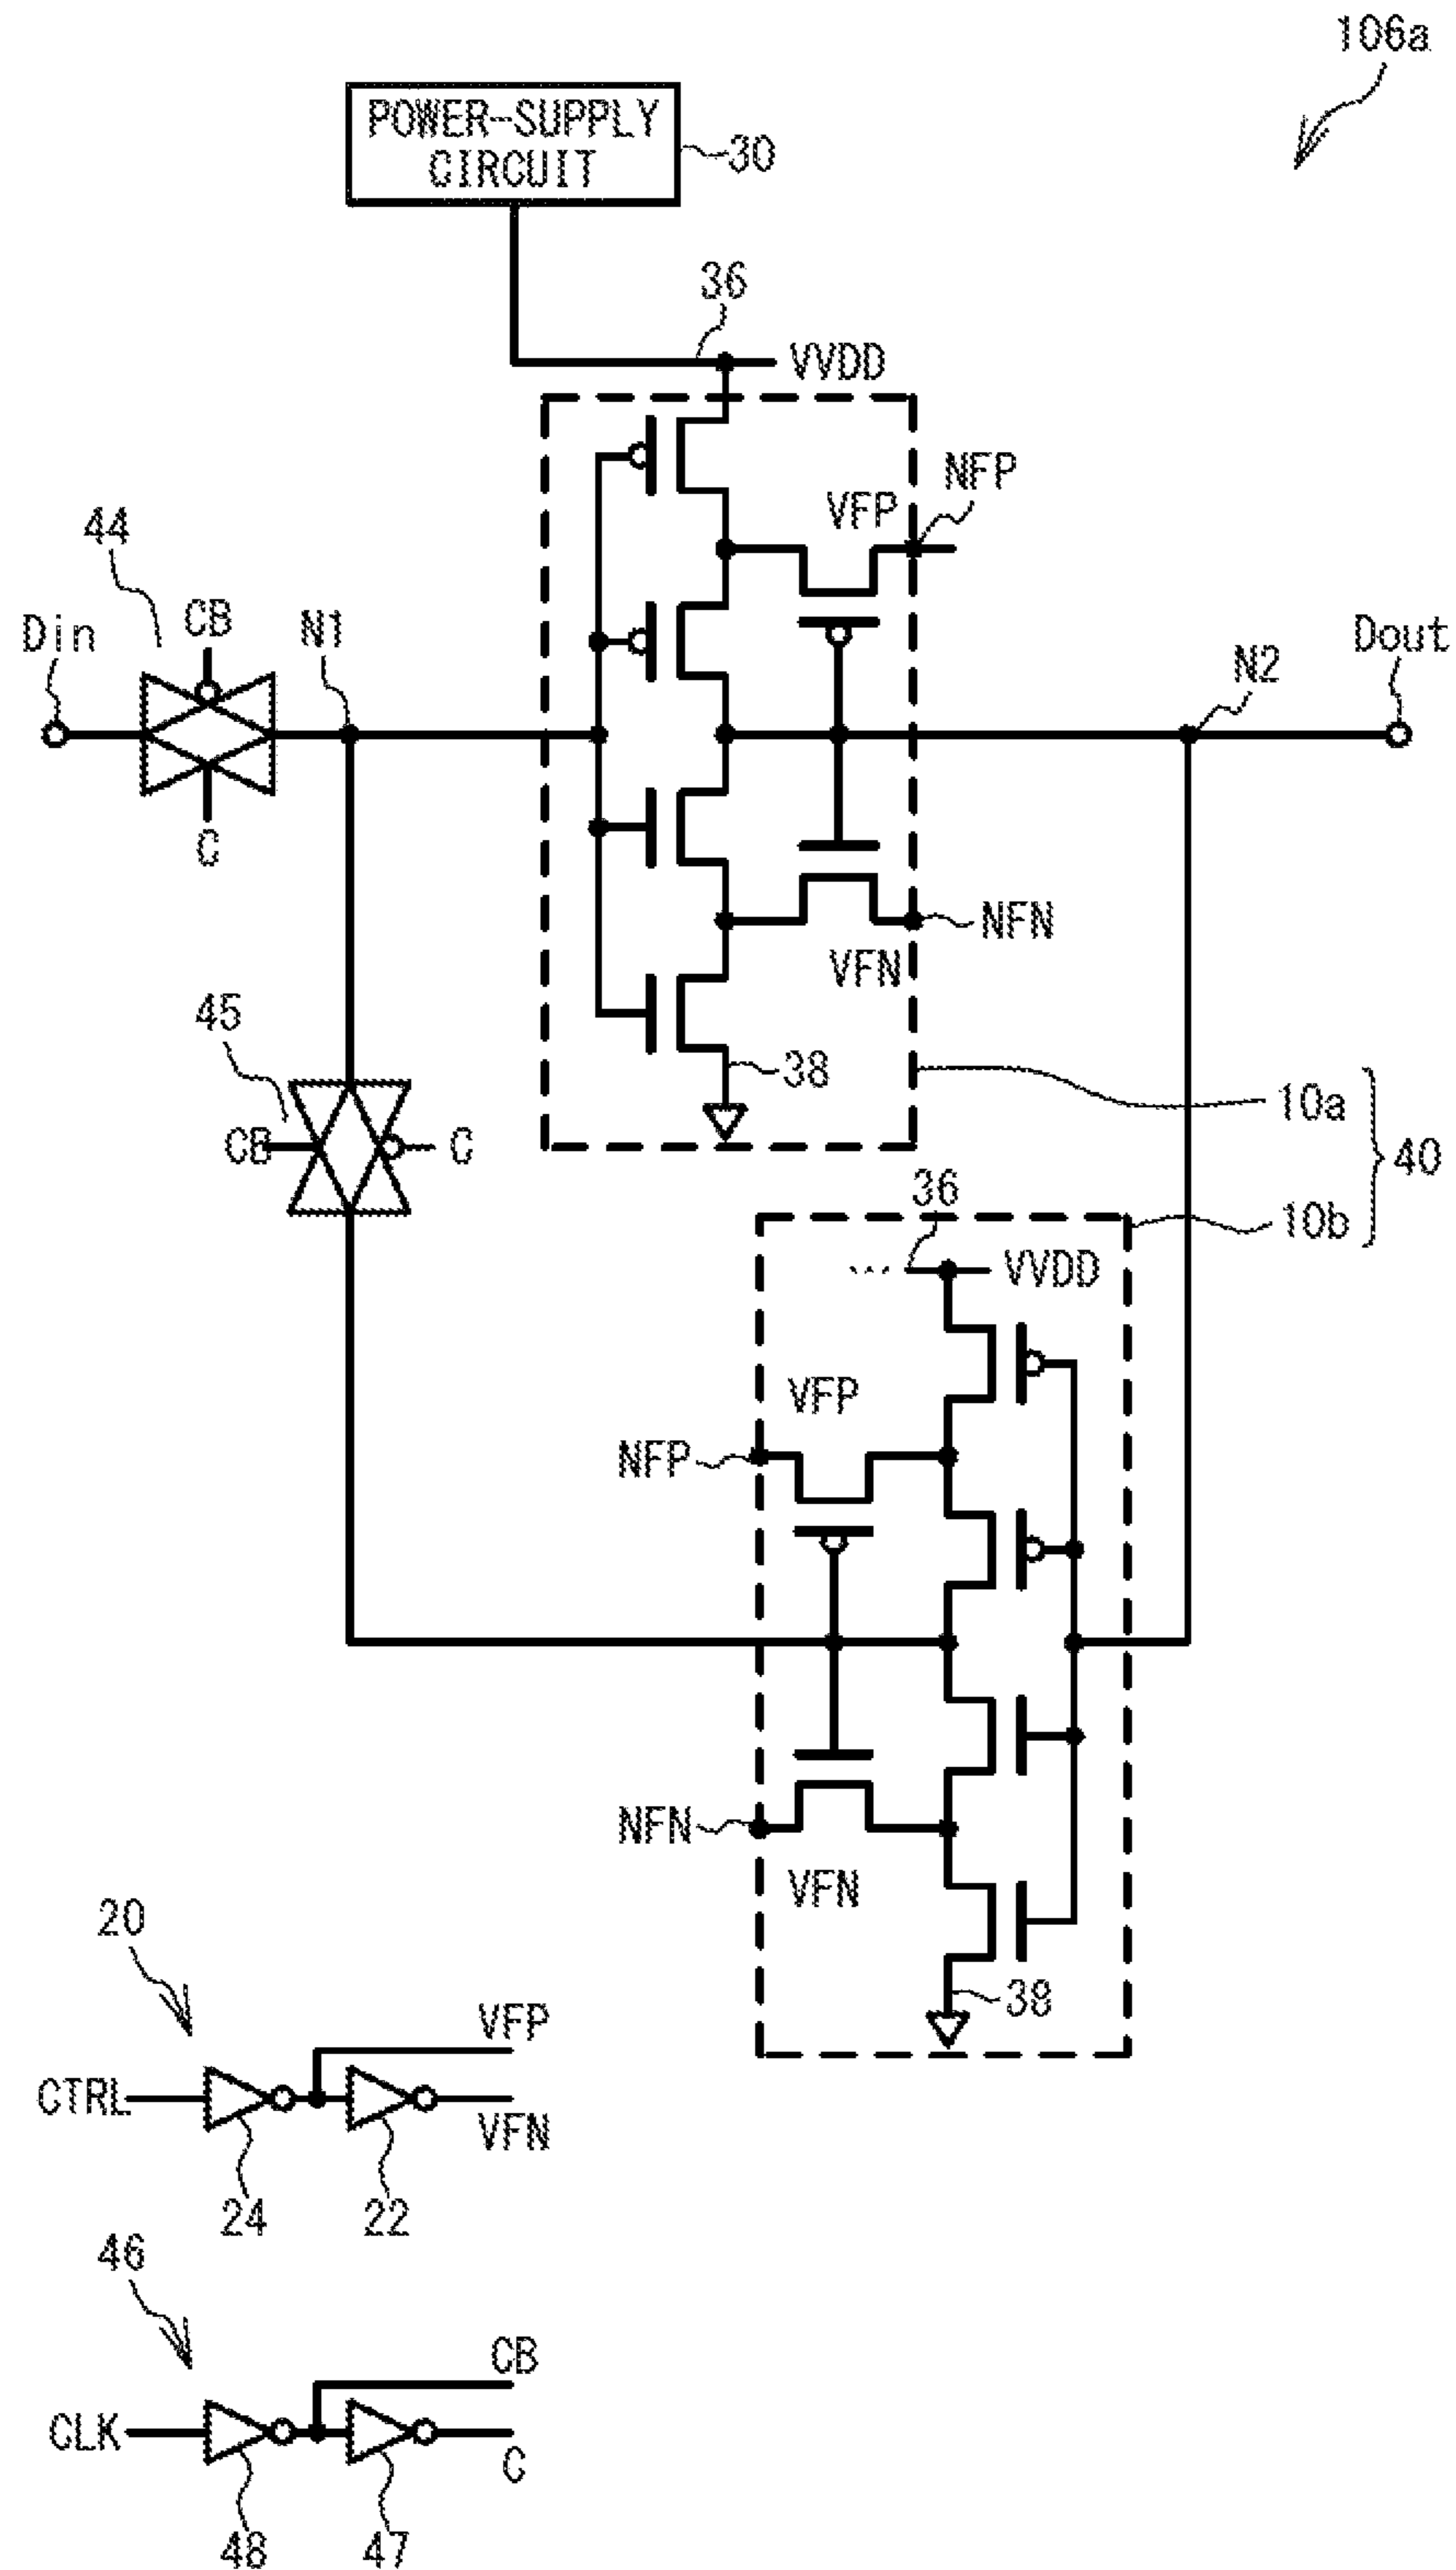 106a
POWER-SUPPLY
CIRCUIT
30
36
VVDD
NFP
VFP
44
CB
Din
N1
Dout
N2
C
NFN
VFN
45
38
10a
CB
C
40
36
10b
VVDD
VFP
NFP
NFN
VFN
20
38
VFP
CTRL
VFN
24
22
46
CB
CLK
C
48
47